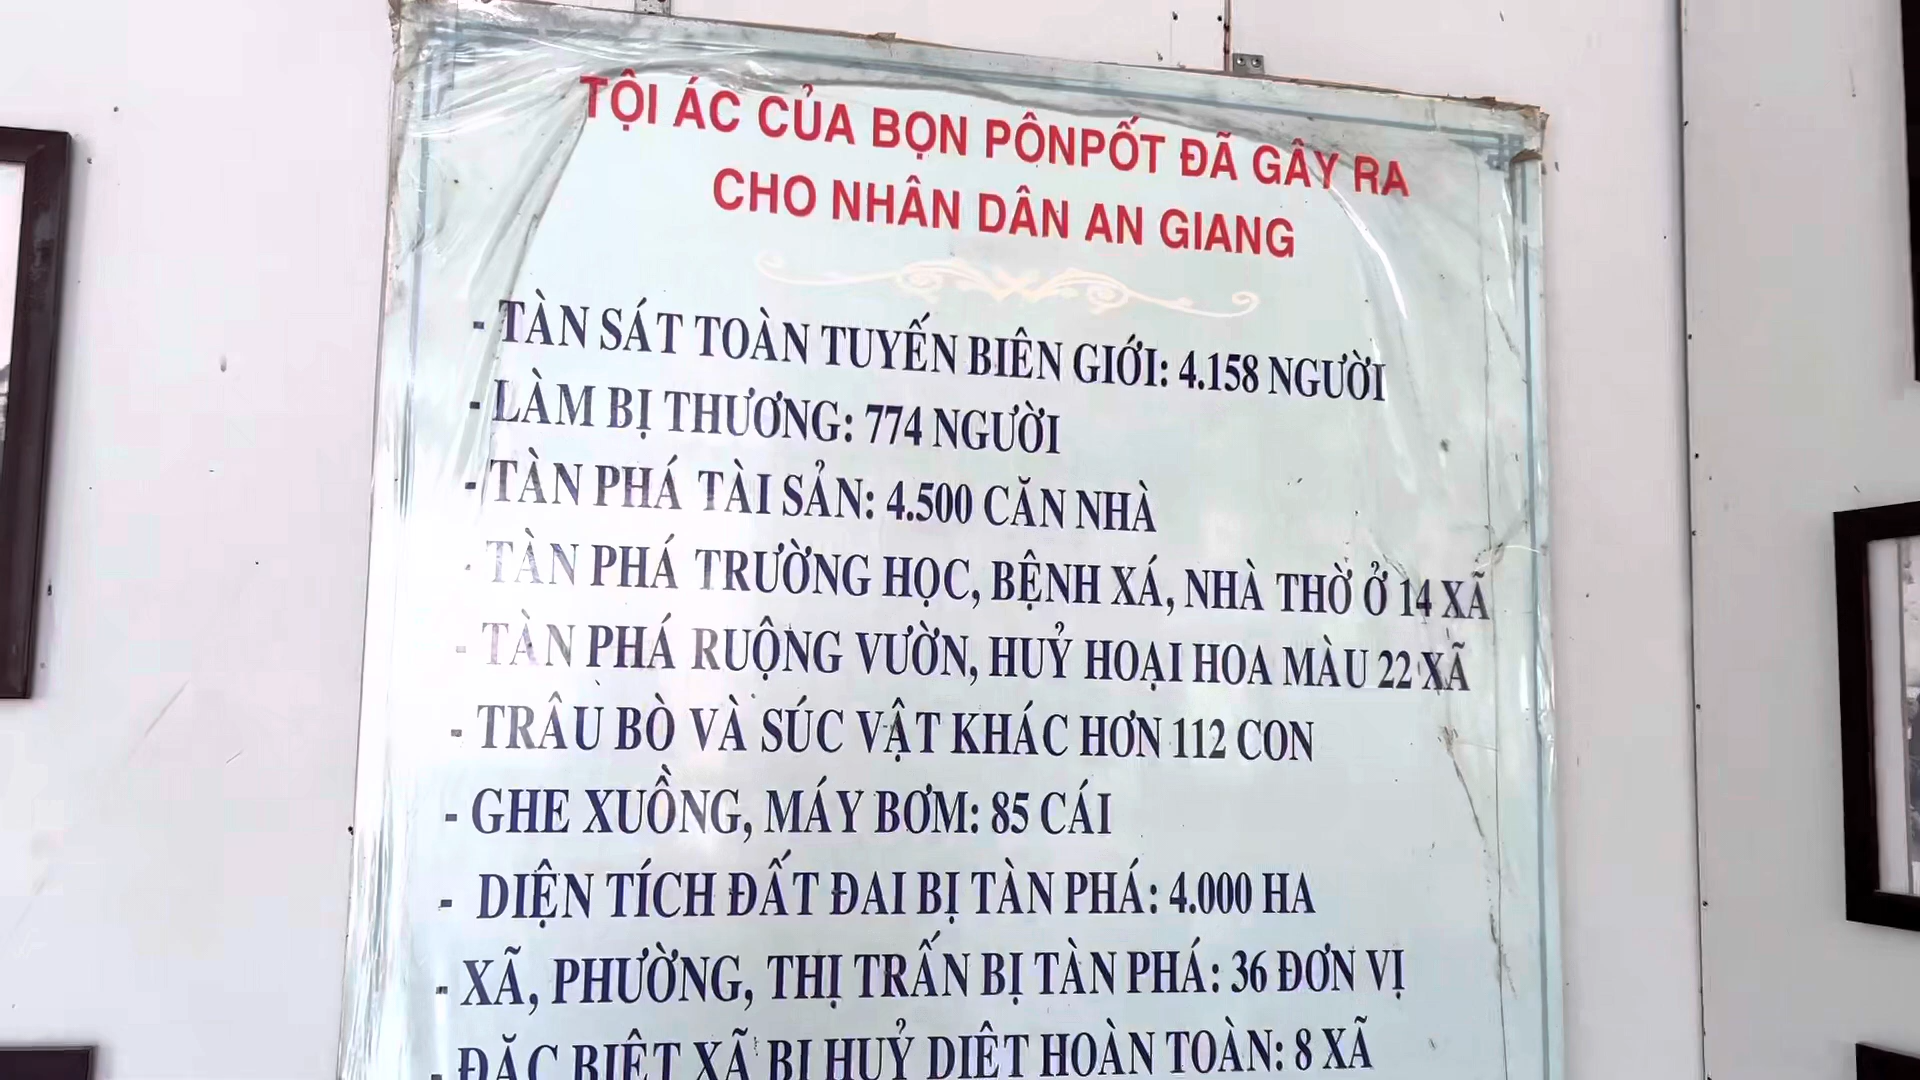 TỘI ÁC CỦA BỌN PÔNPỐT ĐÃ GÂY RA
CHO NHÂN DÂN AN GIANG
- TÀN SÁT TOÀN TUYẾN BIÊN GIỚI: 4.158 NGƯỜI
- LÀM BỊ THƯƠNG: 774 NGƯỜI
- TÀN PHÁ TÀI SẢN: 4.500 CĂN NHÀ
- TÀN PHÁ TRƯỜNG HỌC, BỆNH XÁ, NHÀ THỜ Ở 14 XÃ
- TÀN PHÁ RUỘNG VƯỜN, HUỶ HOẠI HOA MÀU 22 XÃ
- TRÂU BÒ VÀ SÚC VẬT KHÁC HƠN 112 CON
- GHE XUỒNG, MÁY BƠM: 85 CÁI
- DIỆN TÍCH ĐẤT ĐAI BỊ TÀN PHÁ: 4.000 HA
- XÃ, PHƯỜNG, THỊ TRẤN BỊ TÀN PHÁ: 36 ĐƠN VỊ
- ĐẶC BIỆT XÃ BỊ HUỶ DIỆT HOÀN TOÀN: 8 XÃ